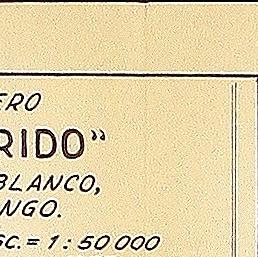 ERO
RIDO"
BLANCO,
NGO.
SC. = 1 : 50 000